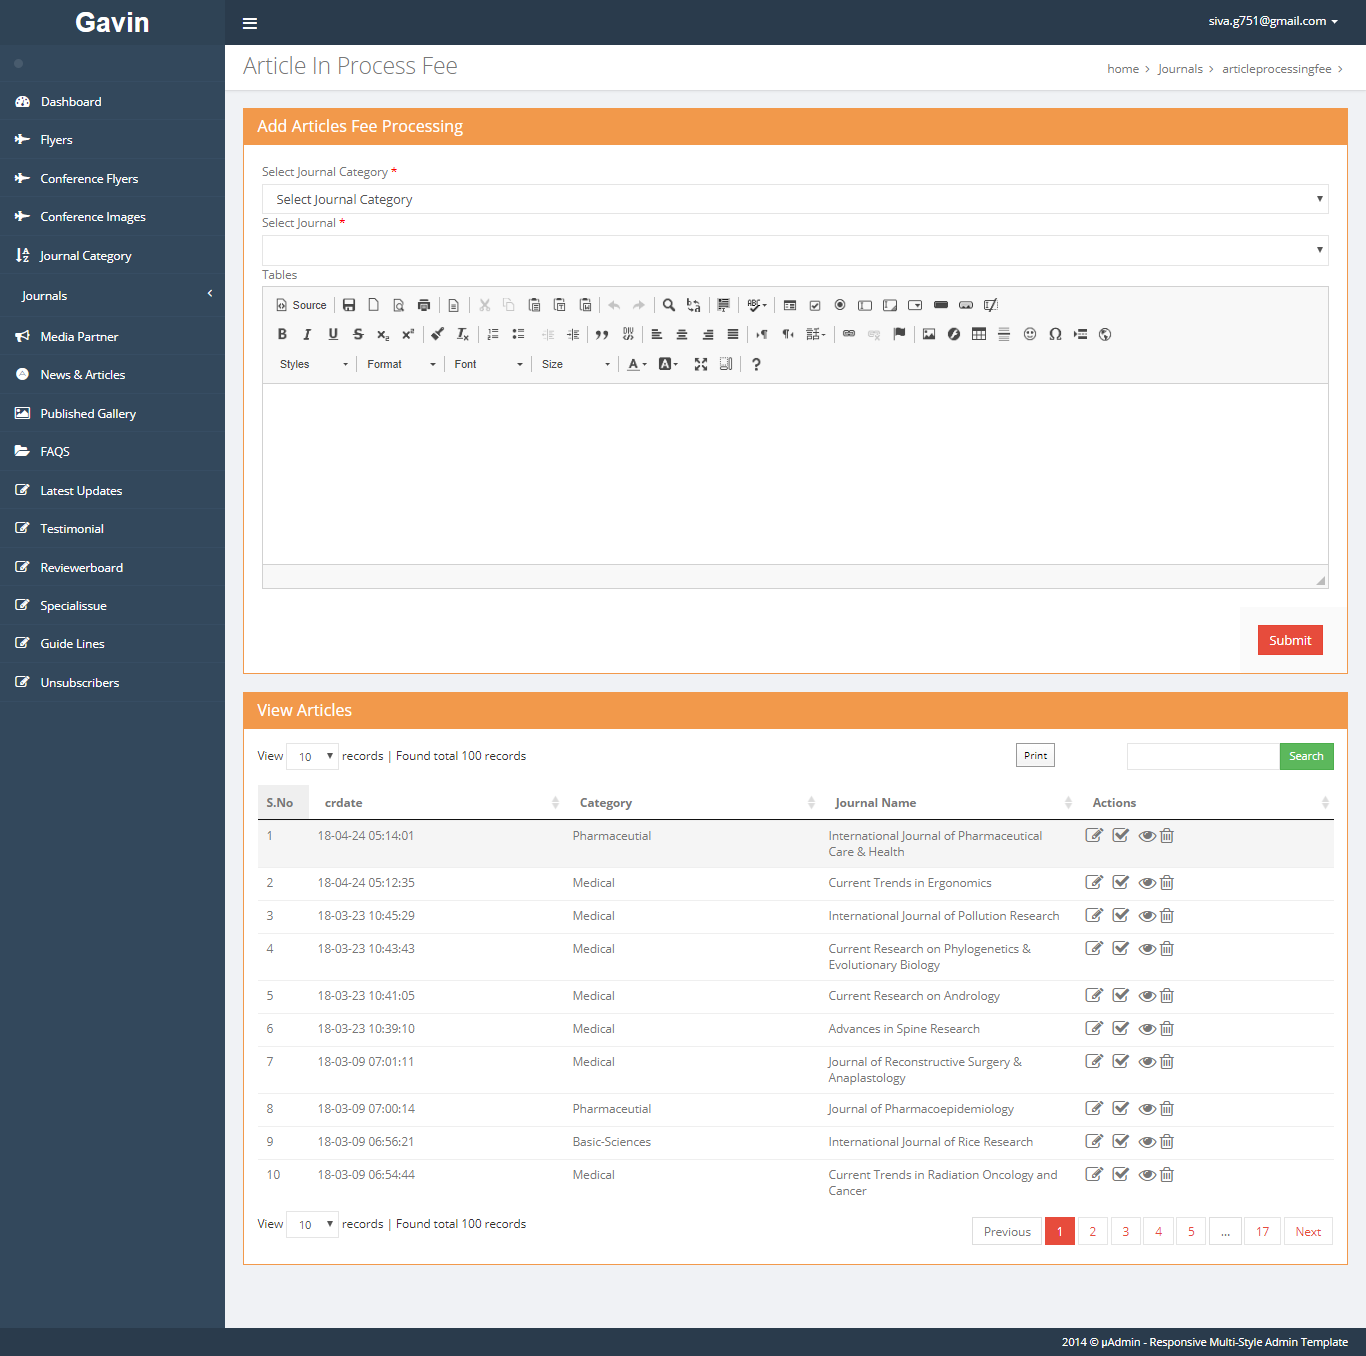 Gavin
siva.g751@gmail.com
Article In Process Fee
home > Journals > articleprocessingfee >
Dashboard
Flyers
Conference Flyers
Conference Images
Journal Category
Journals
Media Partner
News & Articles
Published Gallery
FAQS
Latest Updates
Testimonial
Reviewerboard
Specialissue
Guide Lines
Unsubscribers
Add Articles Fee Processing
Select Journal Category *
Select Journal Category
Select Journal *
Tables
Source
Styles Format Font Size
Submit
View Articles
View 10 records | Found total 100 records Print Search
S.No crdate Category Journal Name Actions
1 18-04-24 05:14:01 Pharmaceutial International Journal of Pharmaceutical
Care & Health
2 18-04-24 05:12:35 Medical Current Trends in Ergonomics
3 18-03-23 10:45:29 Medical International Journal of Pollution Research
4 18-03-23 10:43:43 Medical Current Research on Phylogenetics &
Evolutionary Biology
5 18-03-23 10:41:05 Medical Current Research on Andrology
6 18-03-23 10:39:10 Medical Advances in Spine Research
7 18-03-09 07:01:11 Medical Journal of Reconstructive Surgery &
Anaplastology
8 18-03-09 07:00:14 Pharmaceutial Journal of Pharmacoepidemiology
9 18-03-09 06:56:21 Basic-Sciences International Journal of Rice Research
10 18-03-09 06:54:44 Medical Current Trends in Radiation Oncology and
Cancer
View 10 records | Found total 100 records
Previous 1 2 3 4 5 ... 17 Next
2014 © µAdmin - Responsive Multi-Style Admin Template